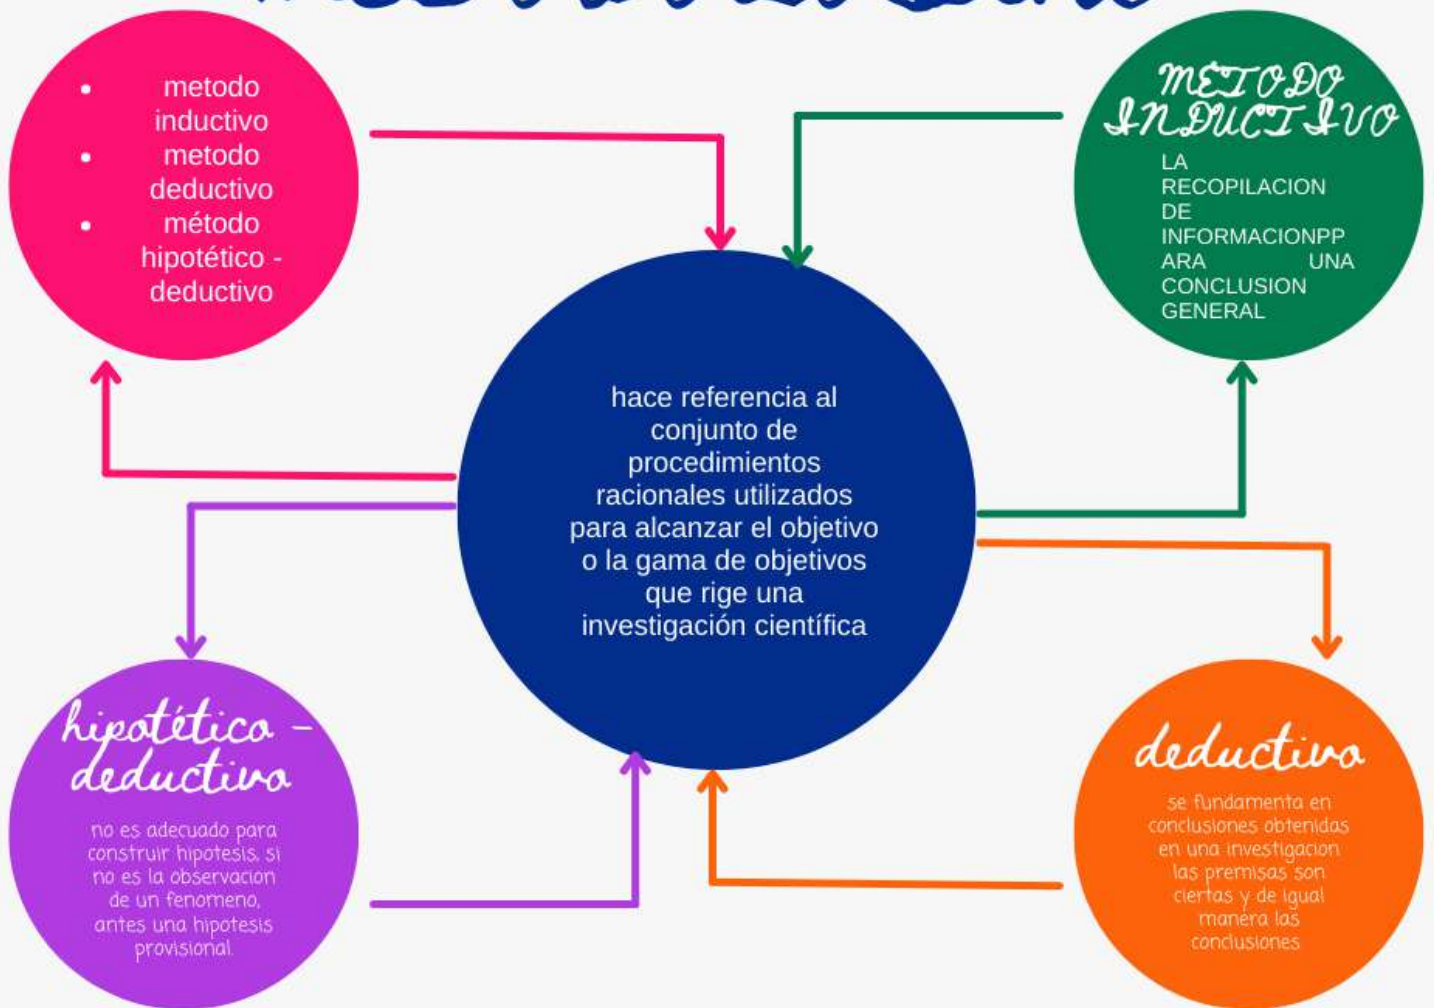 metodo
inductivo
metodo
deductivo
método
hipotético -
deductivo
MÉTODO
INDUCTIVO
LA
RECOPILACION
DE
INFORMACIONPP
ARA UNA
CONCLUSION
GENERAL
hace referencia al
conjunto de
procedimientos
racionales utilizados
para alcanzar el objetivo
o la gama de objetivos
que rige una
investigación científica
hipotético -
deductivo
no es adecuado para
construir hipotesis, si
no es la observacion
de un fenomeno,
antes una hipotesis
provisional.
deductivo
se fundamenta en
conclusiones obtenidas
en una investigacion
las premisas son
ciertas y de igual
manera las
conclusiones